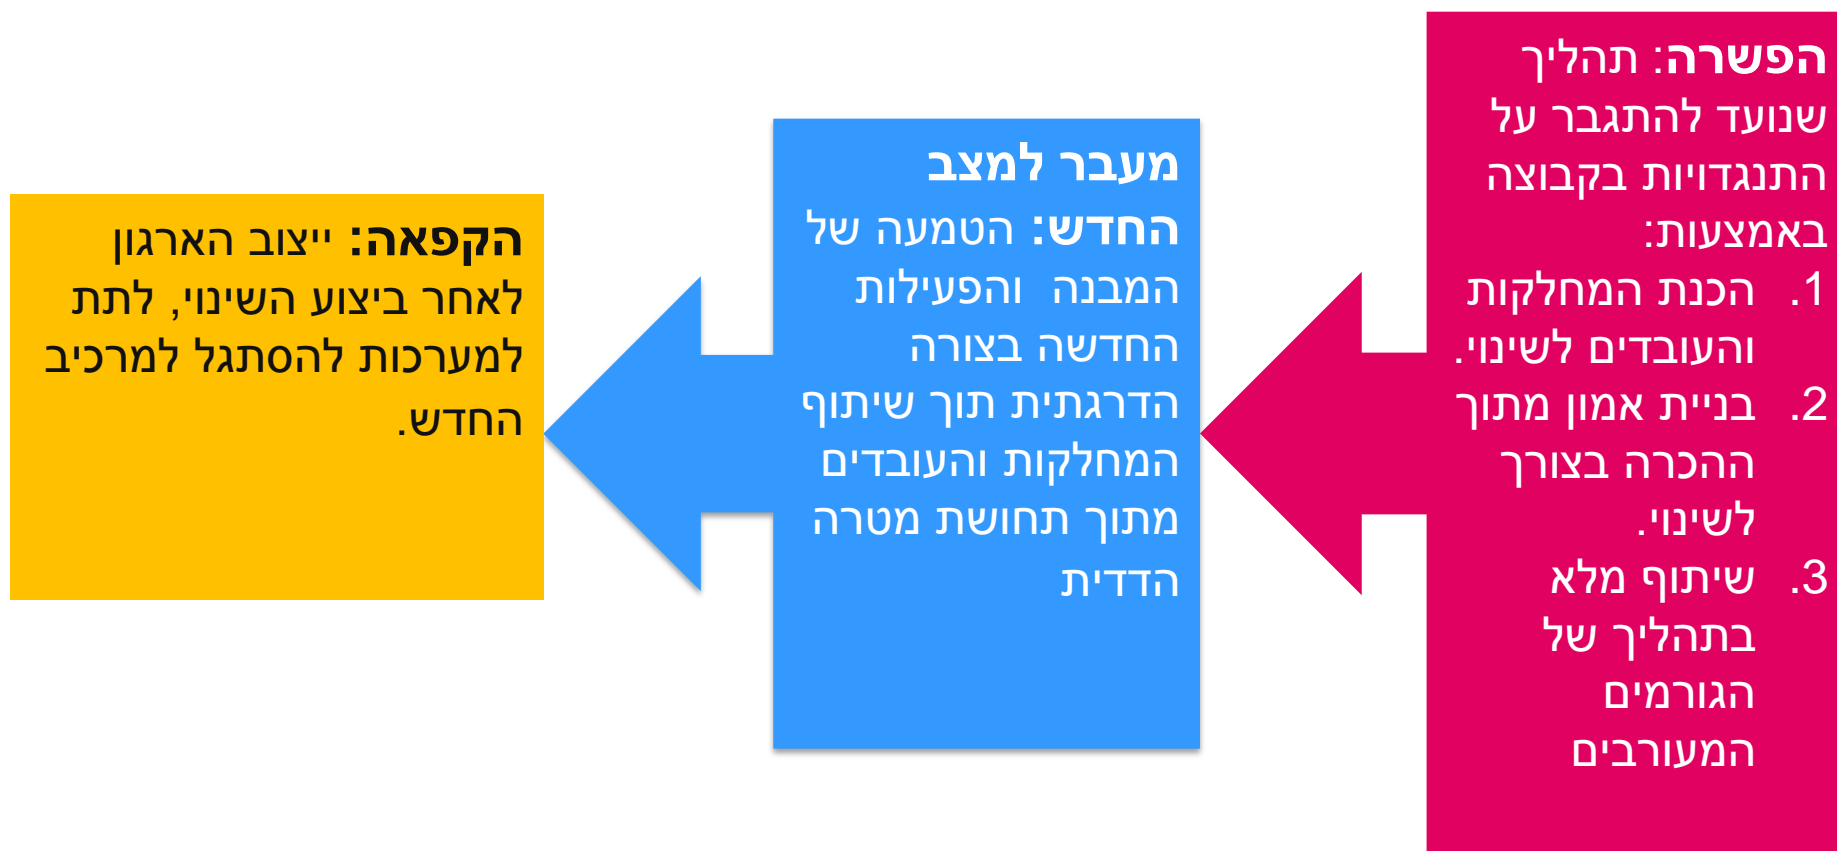 הפשרה: תהליך
שנועד להתגבר על
התנגדויות בקבוצה
באמצעות:
1. הכנת המחלקות
והעובדים לשינוי.
2. בניית אמון מתוך
ההכרה בצורך
לשינוי.
3. שיתוף מלא
בתהליך של
הגורמים
המעורבים
מעבר למצב
החדש: הטמעה של
המבנה והפעילות
החדשה בצורה
הדרגתית תוך שיתוף
המחלקות והעובדים
מתוך תחושת מטרה
הדדית
הקפאה: ייצוב הארגון
לאחר ביצוע השינוי, לתת
למערכות להסתגל למרכיב
החדש.